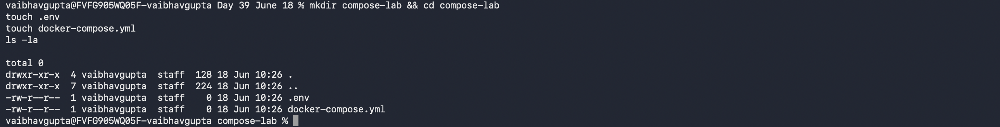 vaibhavgupta@FVFG905WQ05F-vaibhavgupta Day 39 June 18 % mkdir compose-lab && cd compose-lab
touch .env
touch docker-compose.yml
ls -la
total 0
drwxr-xr-x  4 vaibhavgupta  staff  128 18 Jun 10:26 .
drwxr-xr-x  7 vaibhavgupta  staff  224 18 Jun 10:26 ..
-rw-r--r--  1 vaibhavgupta  staff    0 18 Jun 10:26 .env
-rw-r--r--  1 vaibhavgupta  staff    0 18 Jun 10:26 docker-compose.yml
vaibhavgupta@FVFG905WQ05F-vaibhavgupta compose-lab %